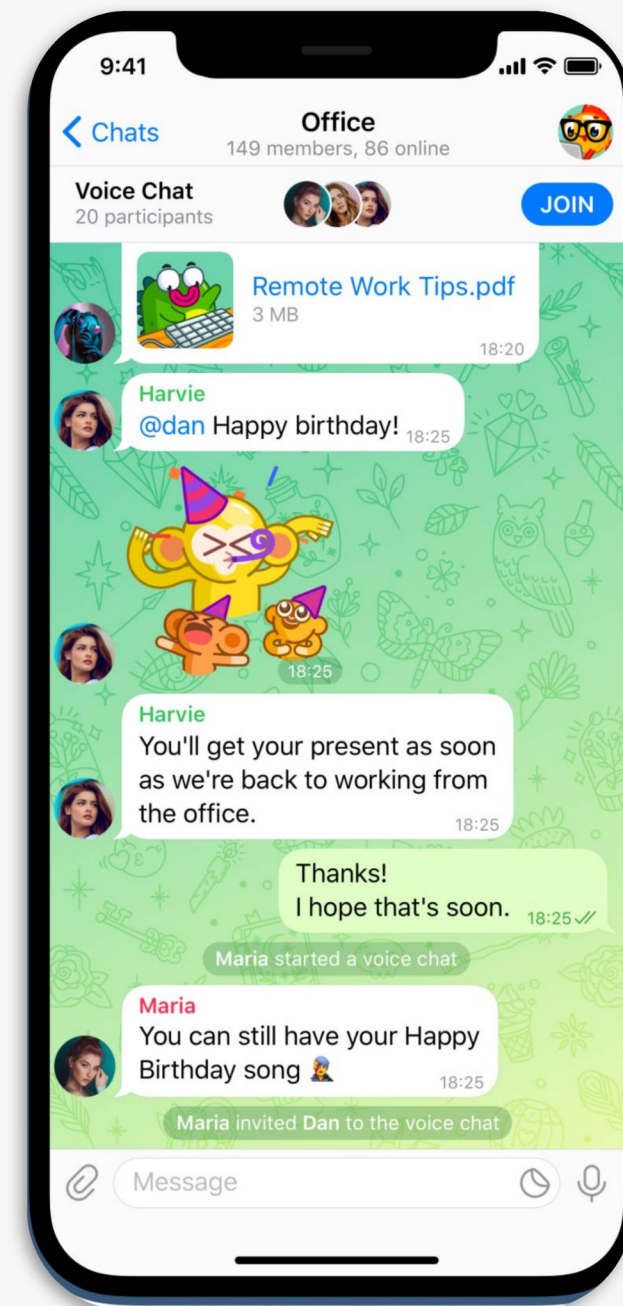 9:41
Chats
Office
149 members, 86 online
Voice Chat
20 participants
JOIN
Remote Work Tips.pdf
3 MB
18:20
Harvie
@dan Happy birthday! 18:25
18:25
Harvie
You'll get your present as soon
as we're back to working from
the office.
18:25
Thanks!
I hope that's soon. 18:25
Maria started a voice chat
Maria
You can still have your Happy
Birthday song
18:25
Maria invited Dan to the voice chat
Message